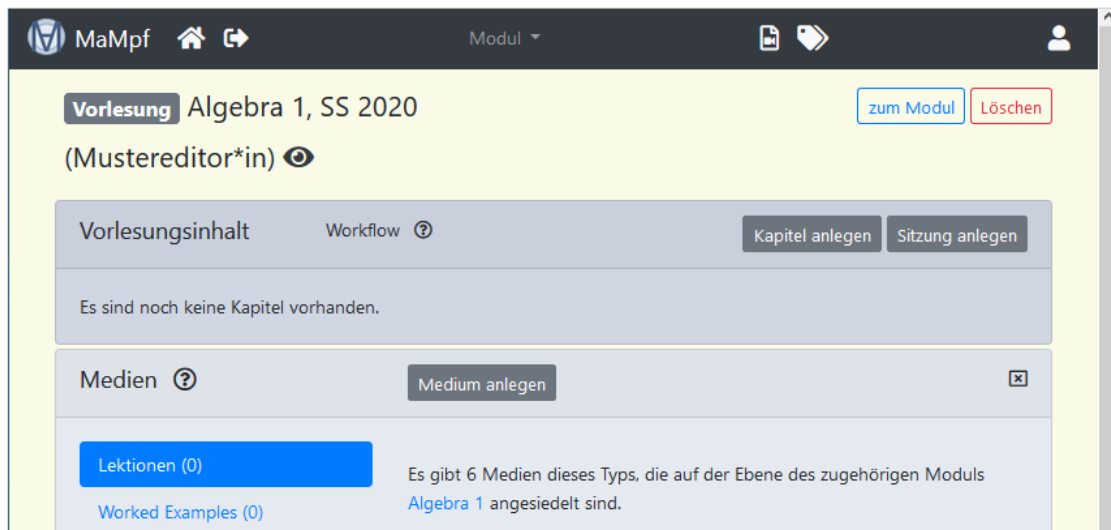 MaMpf Modul
Vorlesung Algebra 1, SS 2020 zum Modul Löschen
(Mustereditor*in)
Vorlesungsinhalt Workflow Kapitel anlegen Sitzung anlegen
Es sind noch keine Kapitel vorhanden.
Medien Medium anlegen
Lektionen (0)
Es gibt 6 Medien dieses Typs, die auf der Ebene des zugehörigen Moduls
Algebra 1 angesiedelt sind.
Worked Examples (0)